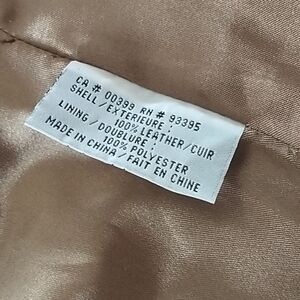 CA # 00399 RN # 93395
SHELL/EXTERIEURE :
100% LEATHER/CUIR
LINING/DOUBLURE :
100% POLYESTER
MADE IN CHINA/FAIT EN CHINE